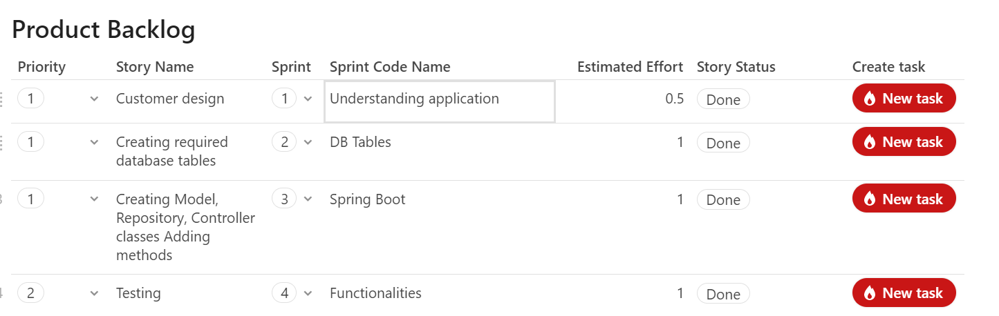 Product Backlog
Priority Story Name Sprint Sprint Code Name Estimated Effort Story Status Create task
1 Customer design 1 Understanding application 0.5 Done New task
1 Creating required 2 DB Tables 1 Done New task
database tables
1 Creating Model, 3 Spring Boot 1 Done New task
Repository, Controller
classes Adding
methods
2 Testing 4 Functionalities 1 Done New task